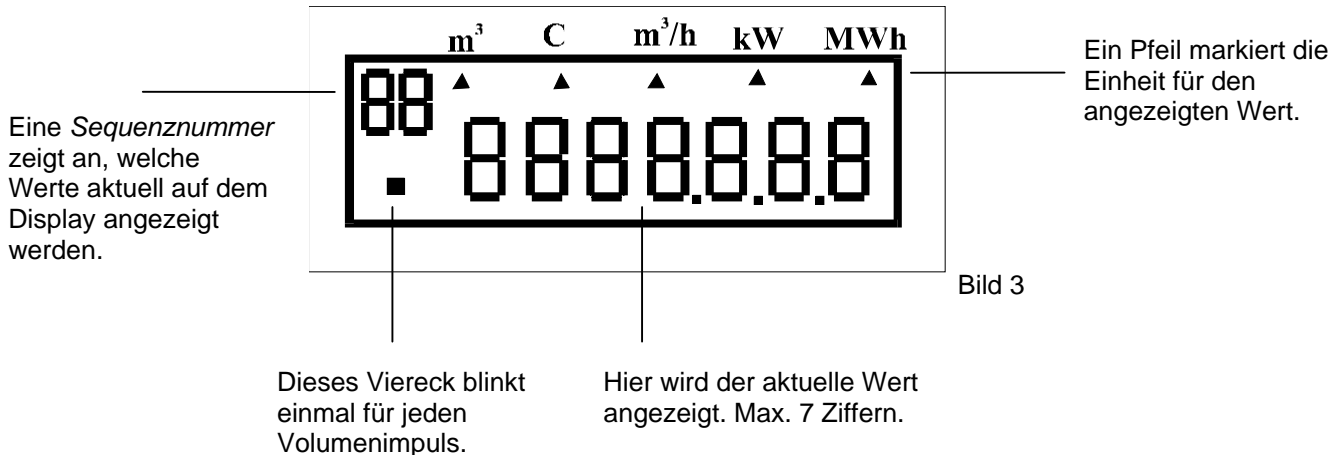 m³ C m³/h kW MWh
88
8888.8.8.8
Ein Pfeil markiert die
Einheit für den
angezeigten Wert.
Eine Sequenznummer
zeigt an, welche
Werte aktuell auf dem
Display angezeigt
werden.
Bild 3
Dieses Viereck blinkt
einmal für jeden
Volumenimpuls.
Hier wird der aktuelle Wert
angezeigt. Max. 7 Ziffern.